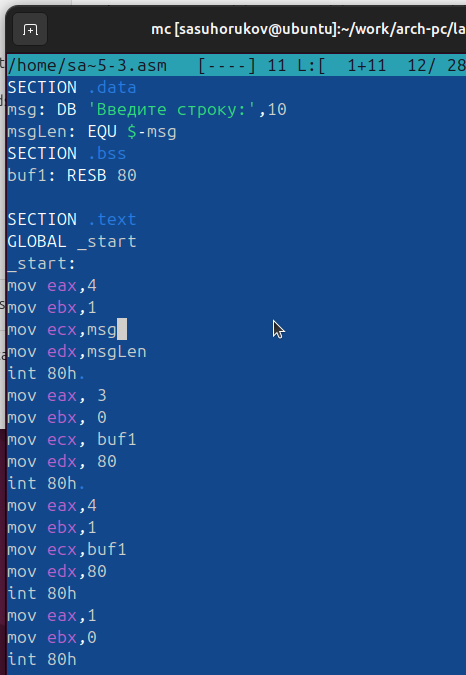 mc [sasuhorukov@ubuntu]:~/work/arch-pc/la
/home/sa~5-3.asm [----] 11 L:[ 1+11 12/ 28
SECTION .data
msg: DB 'Введите строку:',10
msgLen: EQU $-msg
SECTION .bss
buf1: RESB 80
SECTION .text
GLOBAL _start
_start:
mov eax,4
mov ebx,1
mov ecx,msg
mov edx,msgLen
int 80h.
mov eax, 3
mov ebx, 0
mov ecx, buf1
mov edx, 80
int 80h.
mov eax,4
mov ebx,1
mov ecx,buf1
mov edx,80
int 80h
mov eax,1
mov ebx,0
int 80h